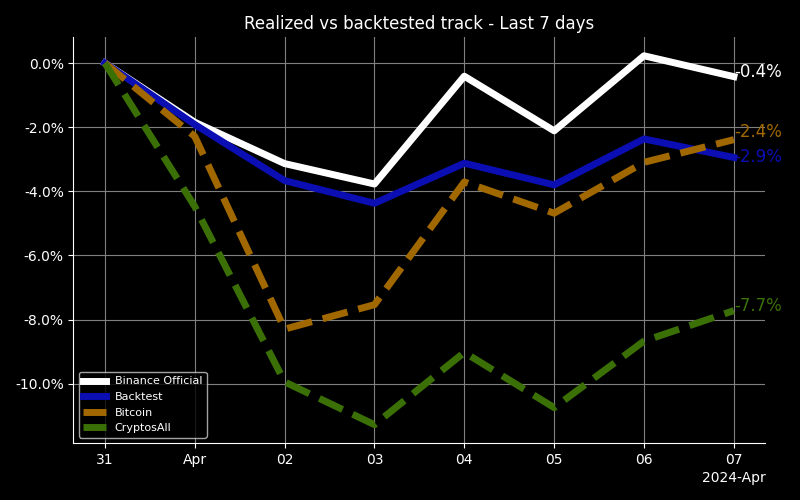 Realized vs backtested track - Last 7 days
0.0%
-2.0%
-4.0%
-6.0%
-8.0%
-10.0%
-0.4%
-2.4%
-2.9%
-7.7%
Binance Official
Backtest
Bitcoin
CryptosAll
31 Apr 02 03 04 05 06 07
2024-Apr